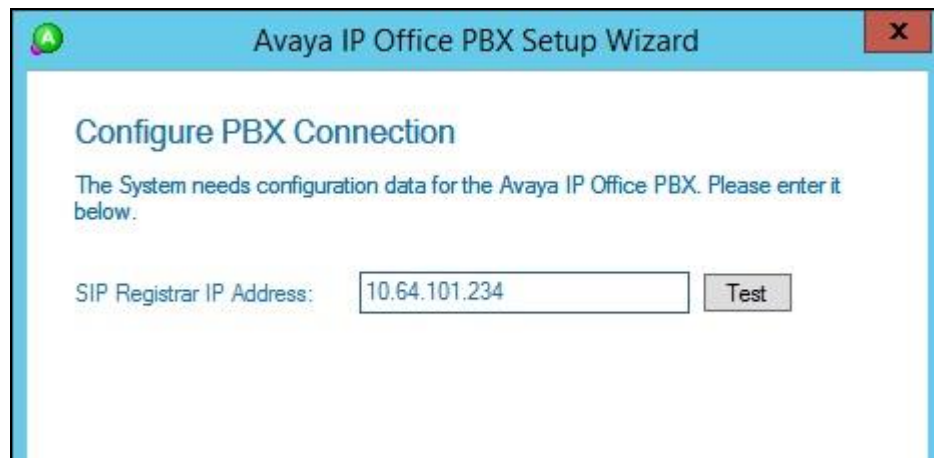 Avaya IP Office PBX Setup Wizard
x
Configure PBX Connection
The System needs configuration data for the Avaya IP Office PBX. Please enter it
below.
SIP Registrar IP Address: 10.64.101.234 Test